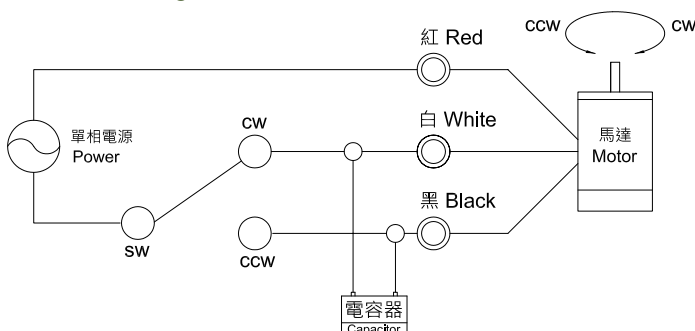 CCW
CW
紅 Red
單相電源
Power
CW
白 White
馬達
Motor
黑 Black
SW
CCW
電容器
Capacitor